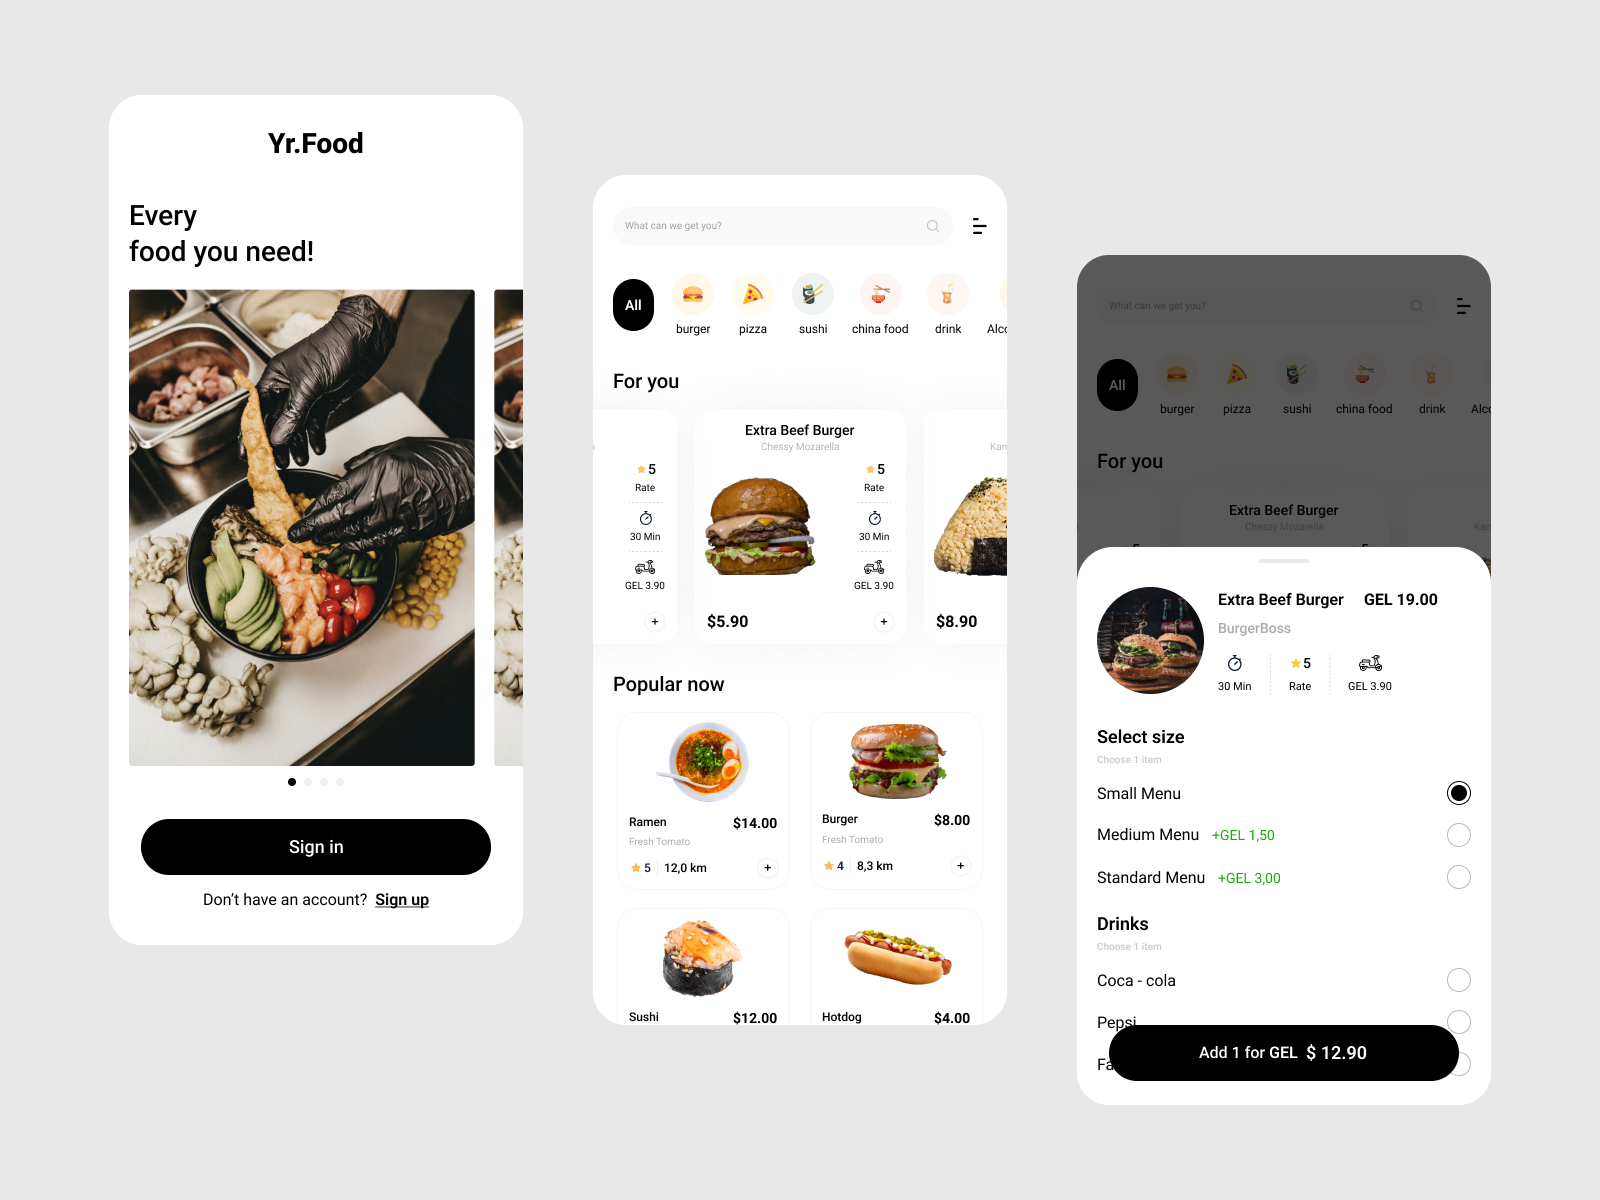 Yr.Food
Every
food you need!
Sign in
Don't have an account? Sign up
What can we get you?
All
burger
pizza
sushi
china food
drink
Alco
For you
5
Rate
30 Min
GEL 3.90
+
Extra Beef Burger
Chessy Mozarella
5
Rate
30 Min
GEL 3.90
$5.90
+
Kam
$8.90
Popular now
Ramen $14.00
Fresh Tomato
5 12,0 km +
Burger $8.00
Fresh Tomato
4 8,3 km +
Sushi $12.00
Hotdog $4.00
What can we get you?
All
burger
pizza
sushi
china food
drink
Alco
For you
Extra Beef Burger
Chessy Mozarella
Extra Beef Burger GEL 19.00
BurgerBoss
30 Min
5
Rate
GEL 3.90
Select size
Choose 1 item
Small Menu
Medium Menu +GEL 1,50
Standard Menu +GEL 3,00
Drinks
Choose 1 item
Coca - cola
Pepsi
Fa
Add 1 for GEL $ 12.90